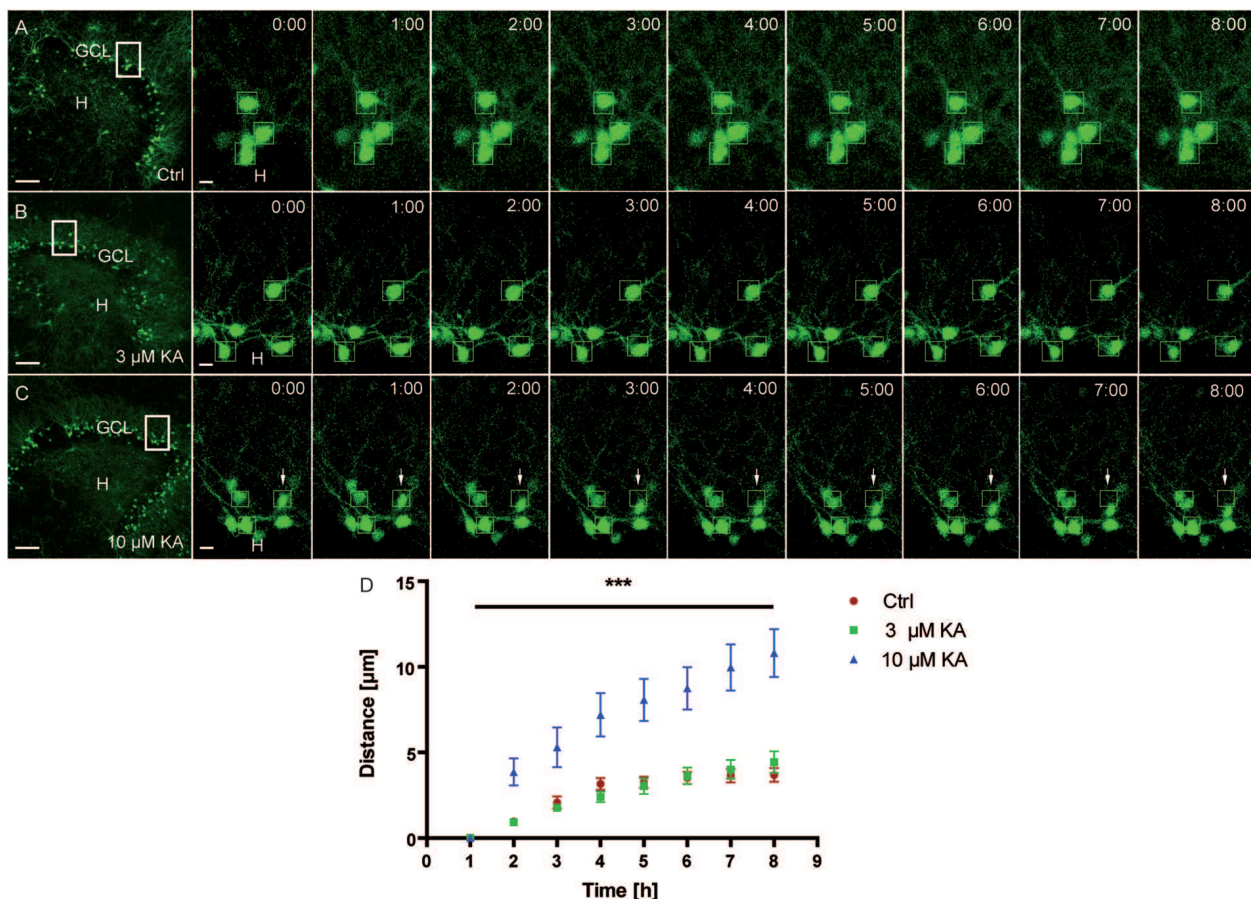 A GCL H Ctrl 0:00 H 1:00 2:00 3:00 4:00 5:00 6:00 7:00 8:00
B GCL H 3 µM KA 0:00 H 1:00 2:00 3:00 4:00 5:00 6:00 7:00 8:00
C GCL H 10 µM KA 0:00 H 1:00 2:00 3:00 4:00 5:00 6:00 7:00 8:00
D
***
15
10
5
0
Distance [µm]
0 1 2 3 4 5 6 7 8 9
Time [h]
Ctrl
3 µM KA
10 µM KA